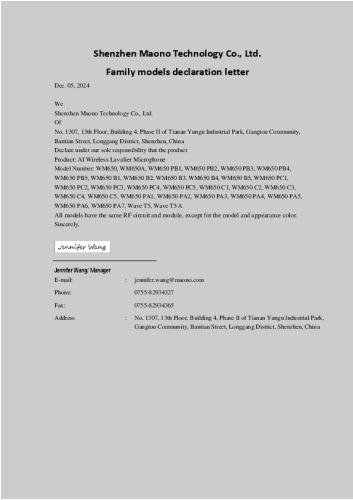 Shenzhen Maono Technology Co., Ltd.
Family models declaration letter
Dec. 05, 2024
We
Shenzhen Maono Technology Co., Ltd.
Of
No. 1307, 13th Floor, Building 4, Phase II of Tianan Yungu Industrial Park, Gangtou Community,
Bantian Street, Longgang District, Shenzhen, China
Declare under our sole responsibility that the product
Product: AI Wireless Lavalier Microphone
Model Number: WM650, WM650A, WM650 PB1, WM650 PB2, WM650 PB3, WM650 PB4,
WM650 PB5, WM650 B1, WM650 B2, WM650 B3, WM650 B4, WM650 B5, WM650 PC1,
WM650 PC2, WM650 PC3, WM650 PC4, WM650 PC5, WM650 C1, WM650 C2, WM650 C3,
WM650 C4, WM650 C5, WM650 PA1, WM650 PA2, WM650 PA3, WM650 PA4, WM650 PA5,
WM650 PA6, WM650 PA7, Wave T5, Wave T5 A
All models have the same RF circuit and module, except for the model and appearance color.
Sincerely,
Jennifer Wang
Jennifer Wang/ Manager
E-mail: : jennifer.wang@maono.com
Phone: 0755-82934327
Fax: 0755-82934365
Address : No. 1307, 13th Floor, Building 4, Phase II of Tianan Yungu Industrial Park,
Gangtou Community, Bantian Street, Longgang District, Shenzhen, China